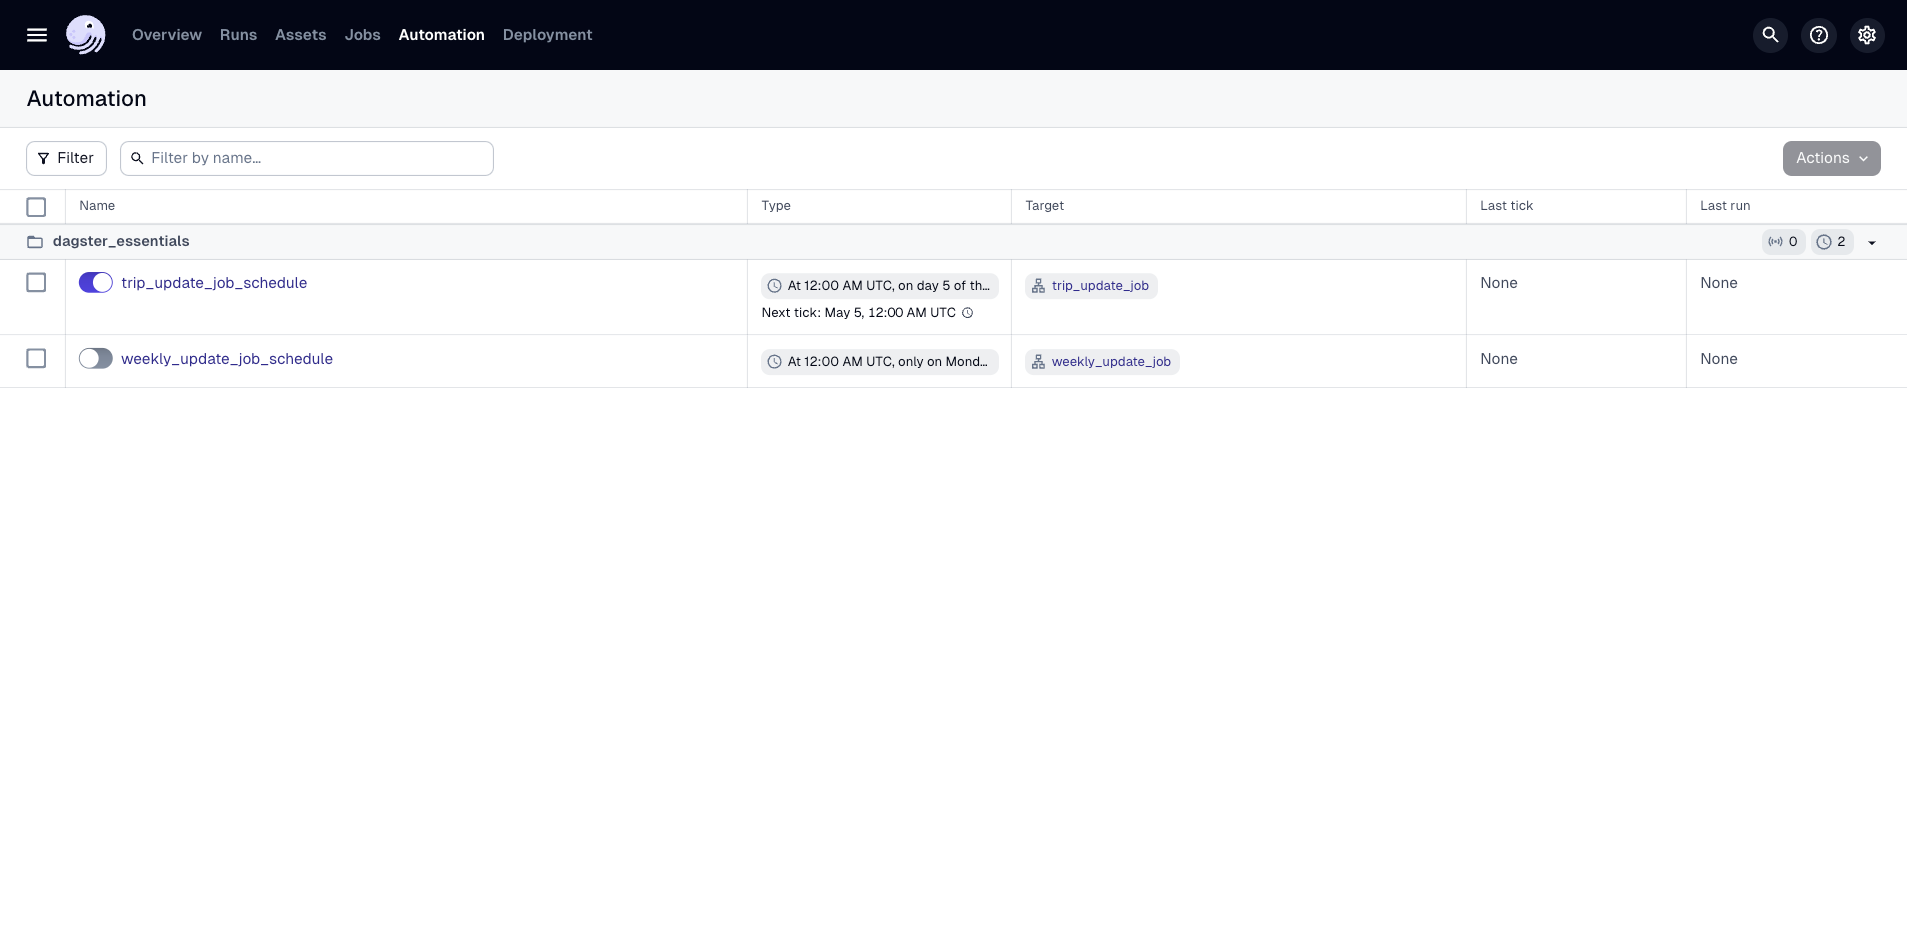 Overview Runs Assets Jobs Automation Deployment
Automation
Filter Filter by name... Actions
Name Type Target Last tick Last run
dagster_essentials 0 2
trip_update_job_schedule At 12:00 AM UTC, on day 5 of th... trip_update_job None None
Next tick: May 5, 12:00 AM UTC
weekly_update_job_schedule At 12:00 AM UTC, only on Mond... weekly_update_job None None